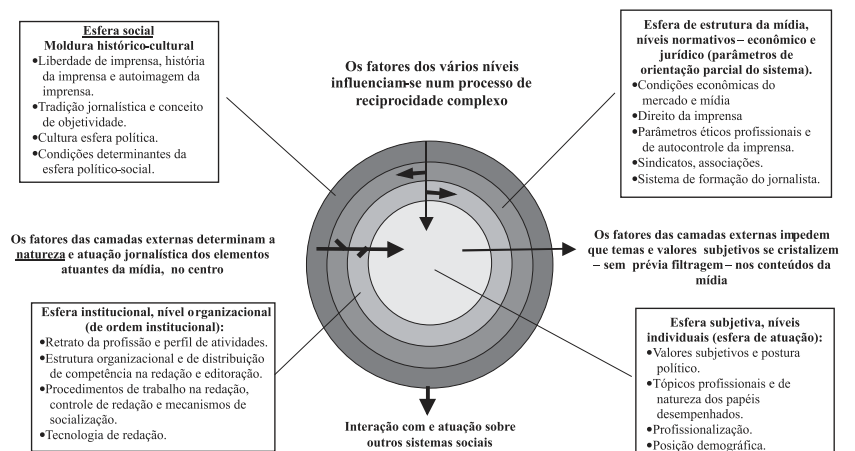 Esfera social
Moldura histórico-cultural
•Liberdade de imprensa, história
da imprensa e autoimagem da
imprensa.
•Tradição jornalística e conceito
de objetividade.
•Cultura esfera política.
•Condições determinantes da
esfera político-social.
Os fatores dos vários níveis
influenciam-se num processo de
reciprocidade complexo
Esfera de estrutura da mídia,
níveis normativos – econômico e
jurídico (parâmetros de
orientação parcial do sistema).
•Condições econômicas do
mercado e mídia
•Direito da imprensa
•Parâmetros éticos profissionais e
de autocontrole da imprensa.
•Sindicatos, associações.
•Sistema de formação do jornalista.
Os fatores das camadas externas determinam a
natureza e atuação jornalística dos elementos
atuantes da mídia, no centro
Os fatores das camadas externas impedem
que temas e valores subjetivos se cristalizem
– sem prévia filtragem – nos conteúdos da
mídia
Esfera institucional, nível organizacional
(de ordem institucional):
•Retrato da profissão e perfil de atividades.
•Estrutura organizacional e de distribuição
de competência na redação e editoração.
•Procedimentos de trabalho na redação,
controle de redação e mecanismos de
socialização.
•Tecnologia de redação.
Interação com e atuação sobre
outros sistemas sociais
Esfera subjetiva, níveis
individuais (esfera de atuação):
•Valores subjetivos e postura
político.
•Tópicos profissionais e de
natureza dos papéis
desempenhados.
•Profissionalização.
•Posição demográfica.